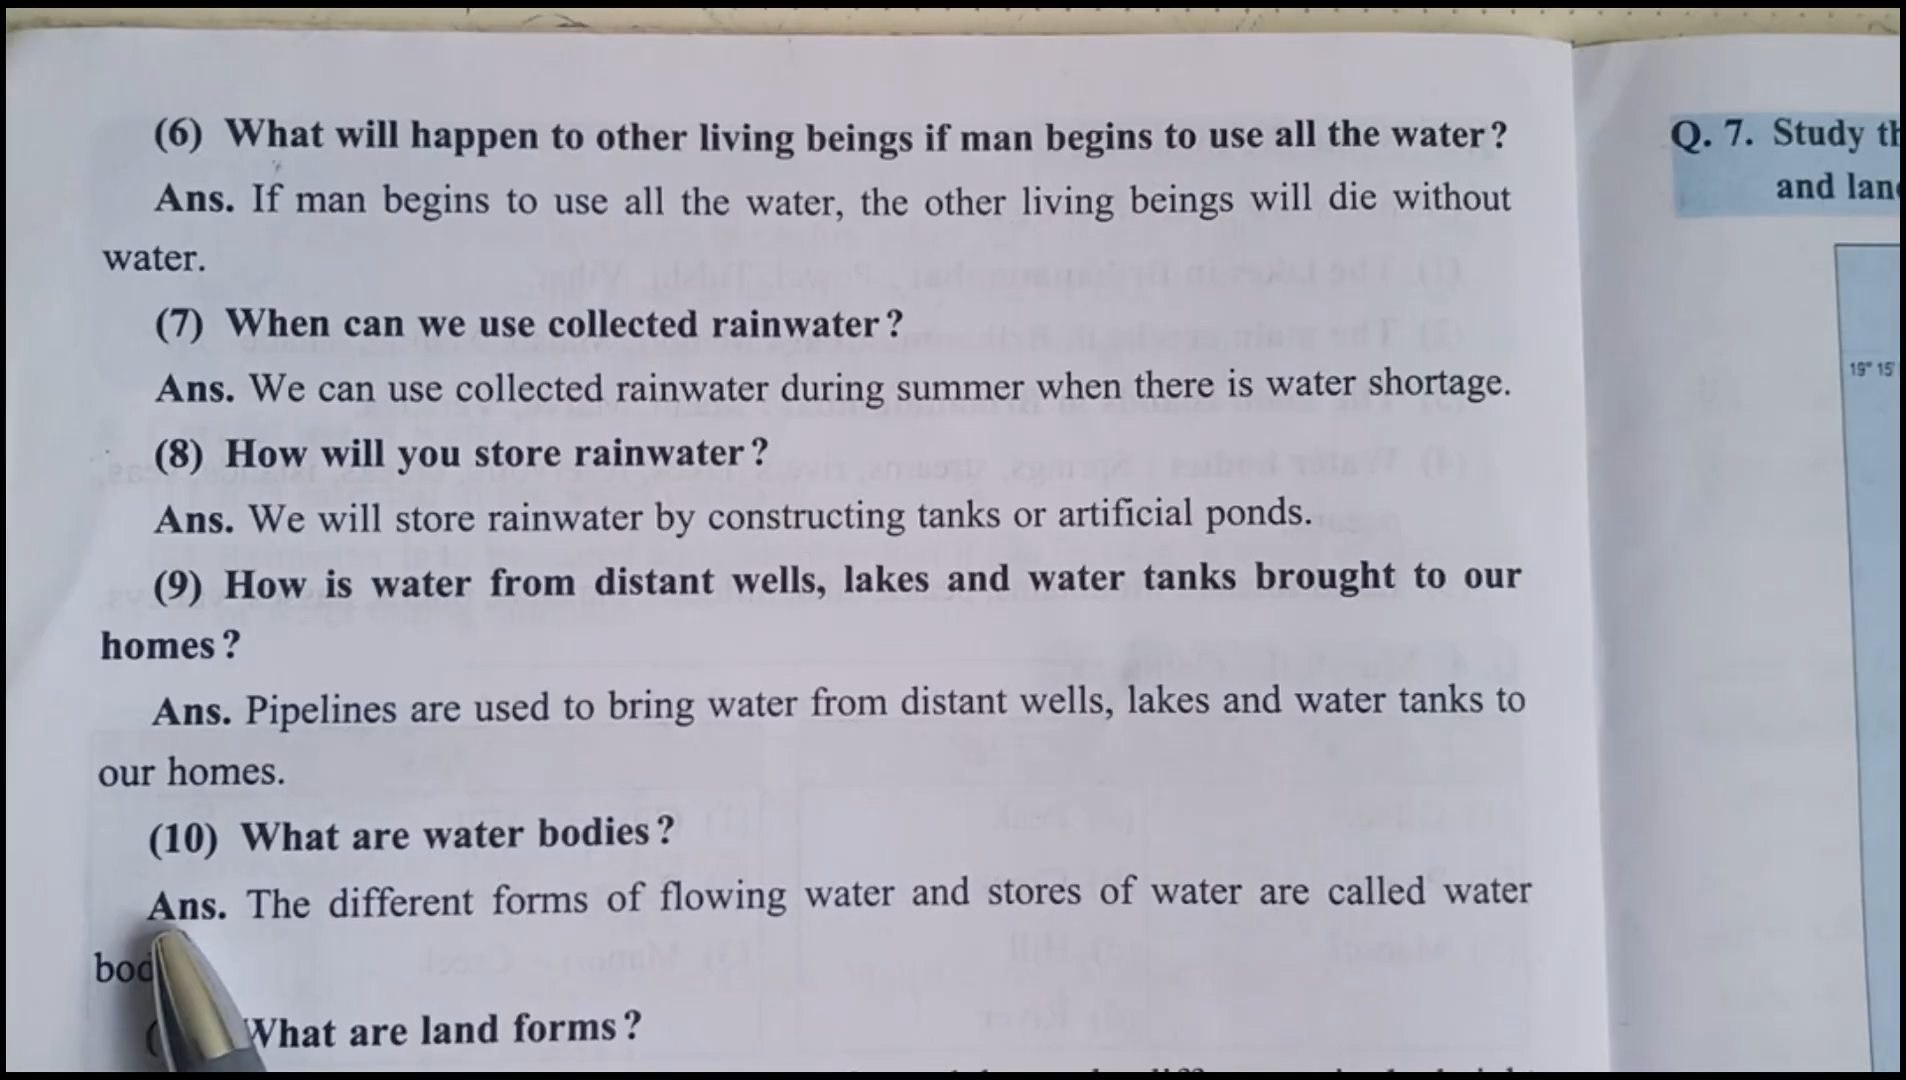 (6) What will happen to other living beings if man begins to use all the water?
Ans. If man begins to use all the water, the other living beings will die without
water.
(7) When can we use collected rainwater?
Ans. We can use collected rainwater during summer when there is water shortage.
(8) How will you store rainwater?
Ans. We will store rainwater by constructing tanks or artificial ponds.
(9) How is water from distant wells, lakes and water tanks brought to our
homes?
Ans. Pipelines are used to bring water from distant wells, lakes and water tanks to
our homes.
(10) What are water bodies?
Ans. The different forms of flowing water and stores of water are called water
What are land forms?
Q. 7. Study
and
19° 15